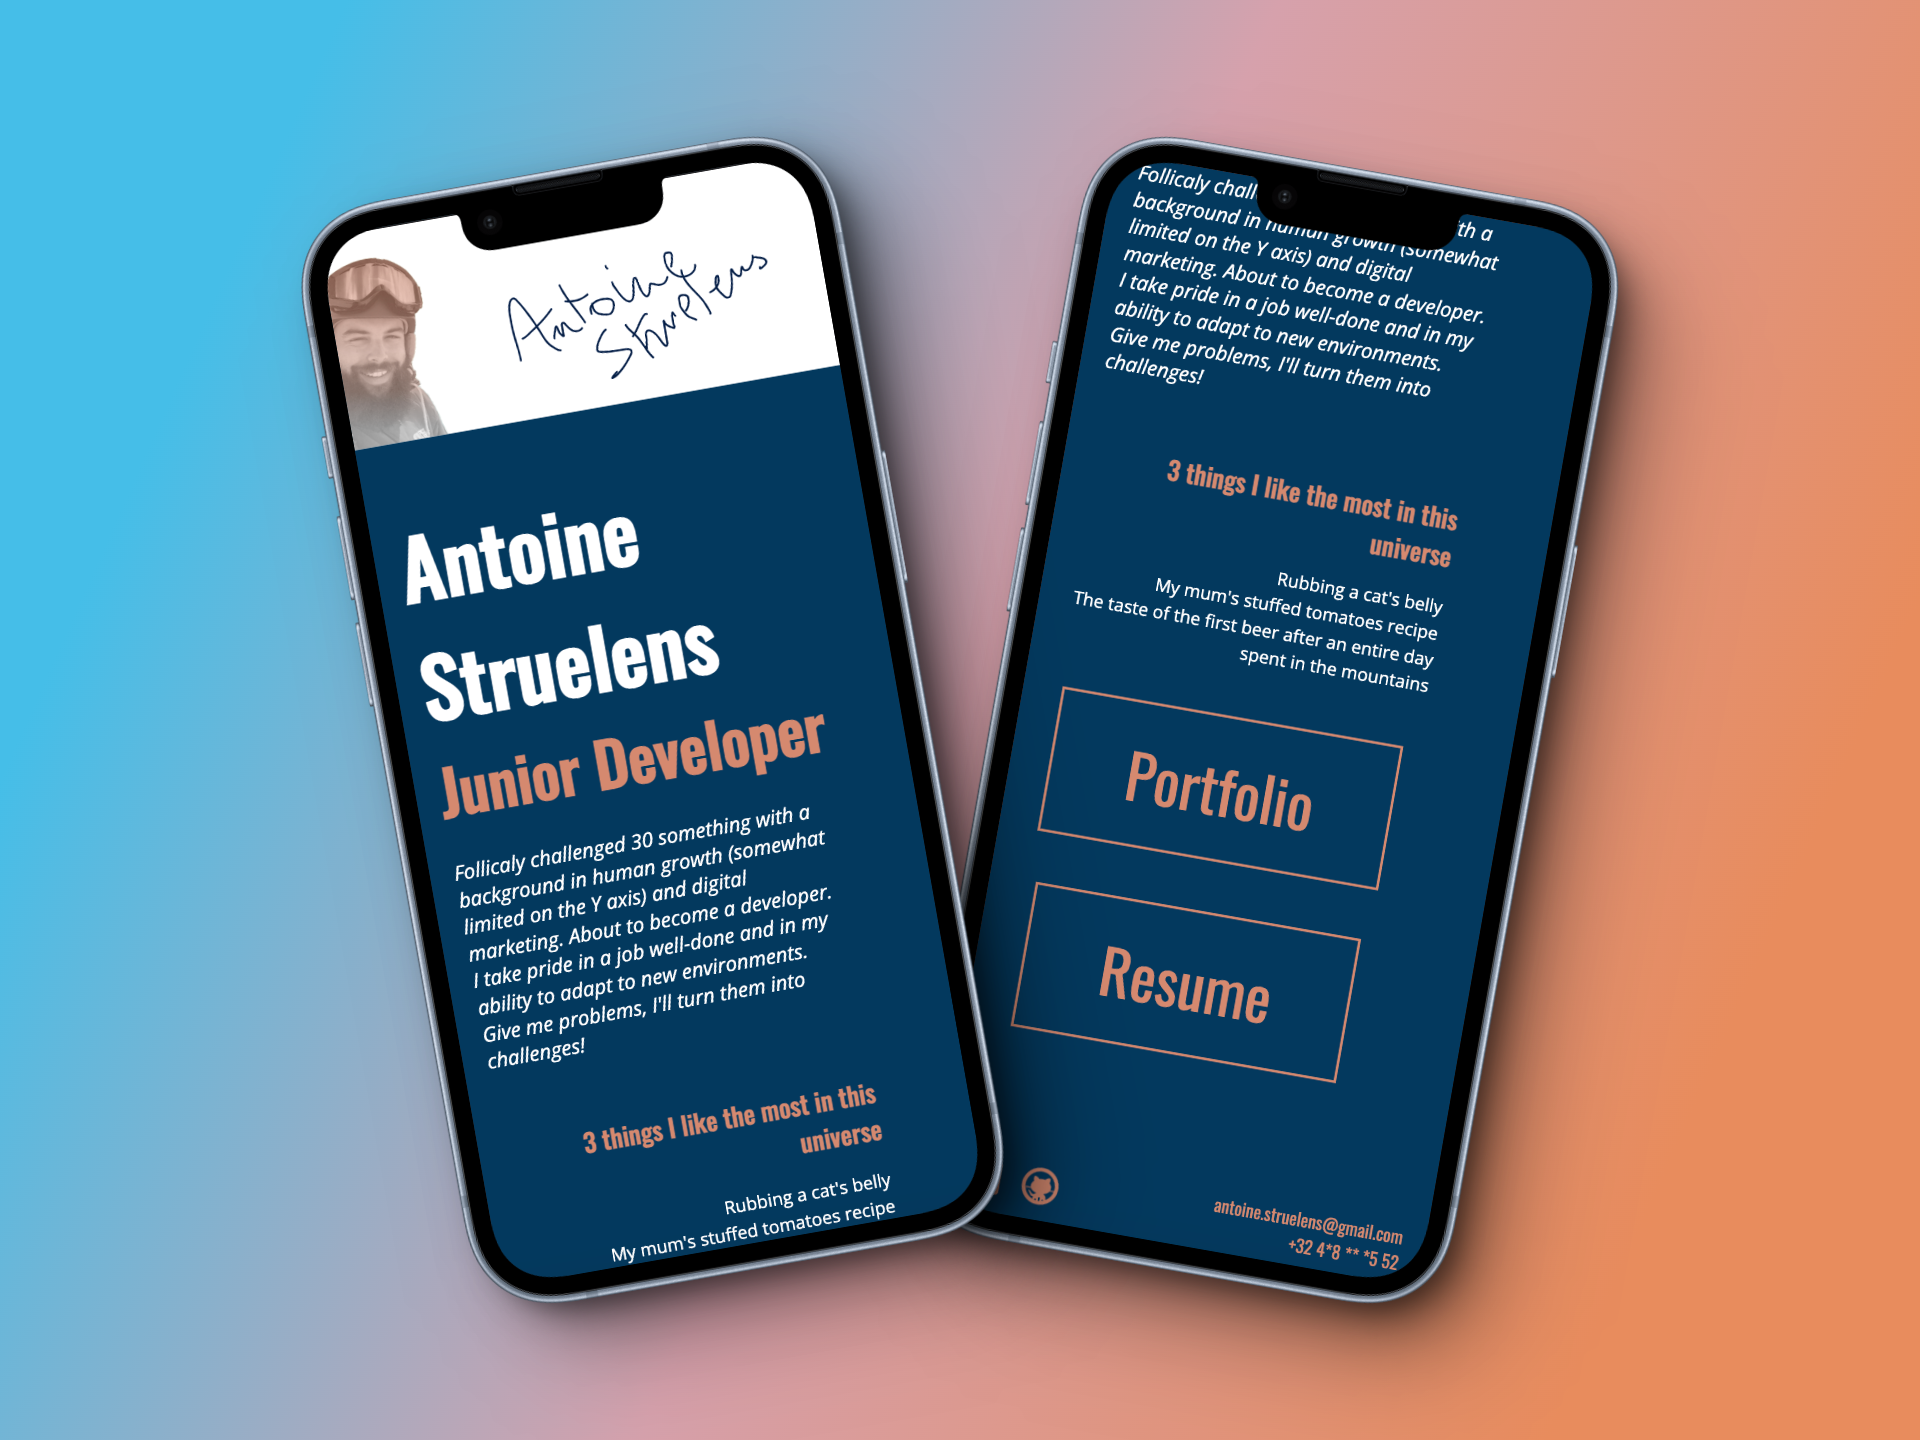 Antoine
Struelens
Antoine
Struelens
Junior Developer
Follicaly challenged 30 something with a
background in human growth (somewhat
limited on the Y axis) and digital
marketing. About to become a developer.
I take pride in a job well-done and in my
ability to adapt to new environments.
Give me problems, I'll turn them into
challenges!
3 things I like the most in this
universe
Rubbing a cat's belly
My mum's stuffed tomatoes recipe
Follicaly chall
th a
background in human growth (somewhat
limited on the Y axis) and digital
marketing. About to become a developer.
I take pride in a job well-done and in my
ability to adapt to new environments.
Give me problems, I'll turn them into
challenges!
3 things I like the most in this
universe
Rubbing a cat's belly
My mum's stuffed tomatoes recipe
The taste of the first beer after an entire day
spent in the mountains
Portfolio
Resume
antoine.struelens@gmail.com
+32 4*8 ** *5 52